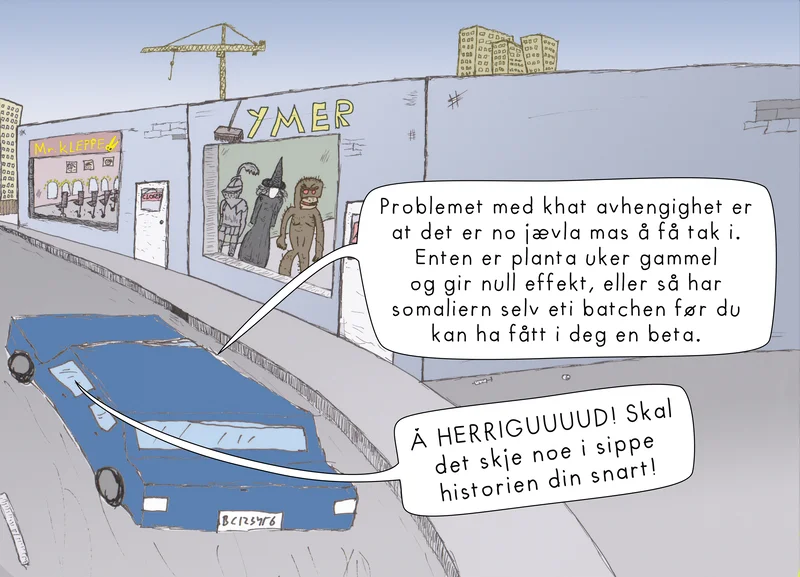 YMER
Mr. KLEPPE
CLOSED
Problemet med khat avhengighet er
at det er no jævla mas å få tak i.
Enten er planta uker gammel
og gir null effekt, eller så har
somaliern selv eti batchen før du
kan ha fått i deg en beta.
Å HERRIGUUUUD! Skal
det skje noe i sippe
historien din snart!
BC123456